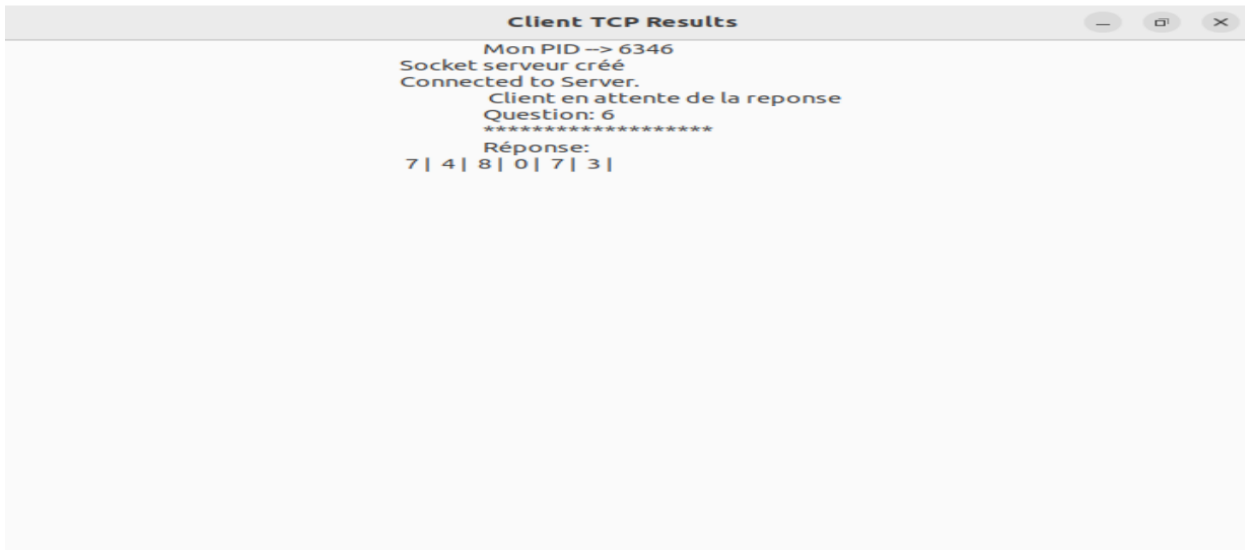 Client TCP Results
Mon PID --> 6346
Socket serveur créé
Connected to Server.
Client en attente de la reponse
Question: 6
*******************
Réponse:
7| 4| 8| 0| 7| 3|